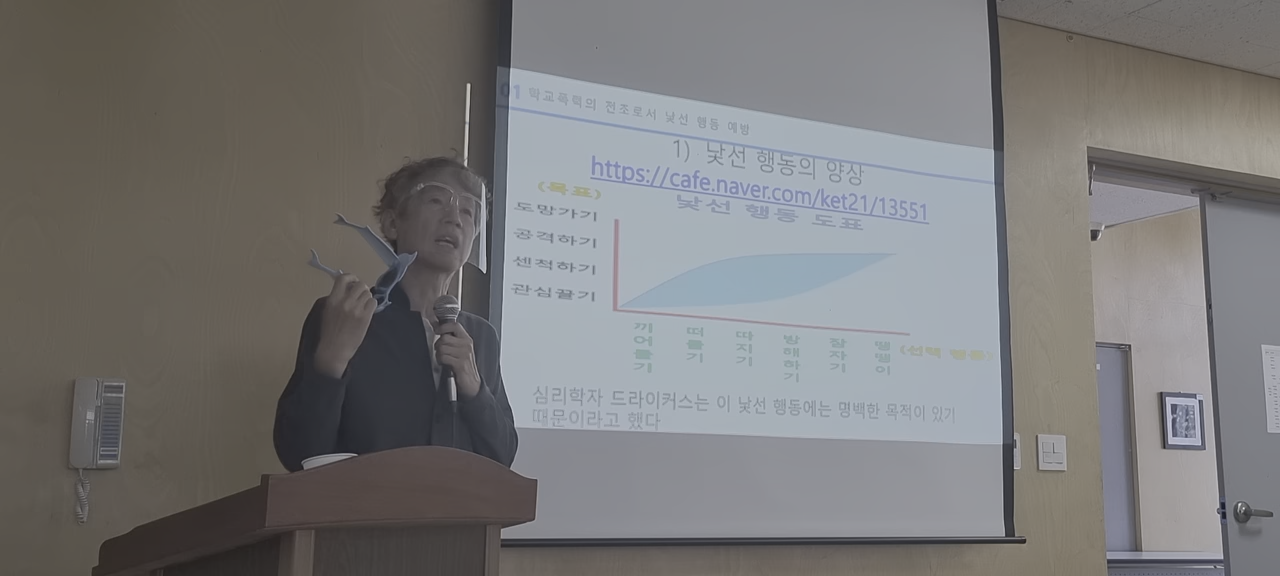 01 학교폭력의 전조로서 낯선 행동 예방
1) 낯선 행동의 양상
https://cafe.naver.com/ket21/13551
(목표)
낯선 행동 도표
도망가기
공격하기
센척하기
관심끌기
끼어들기
떠들기
따지기
방해하기
장자기
땡땡이
(선택 행동)
심리학자 드라이커스는 이 낯선 행동에는 명백한 목적이 있기
때문이라고 했다